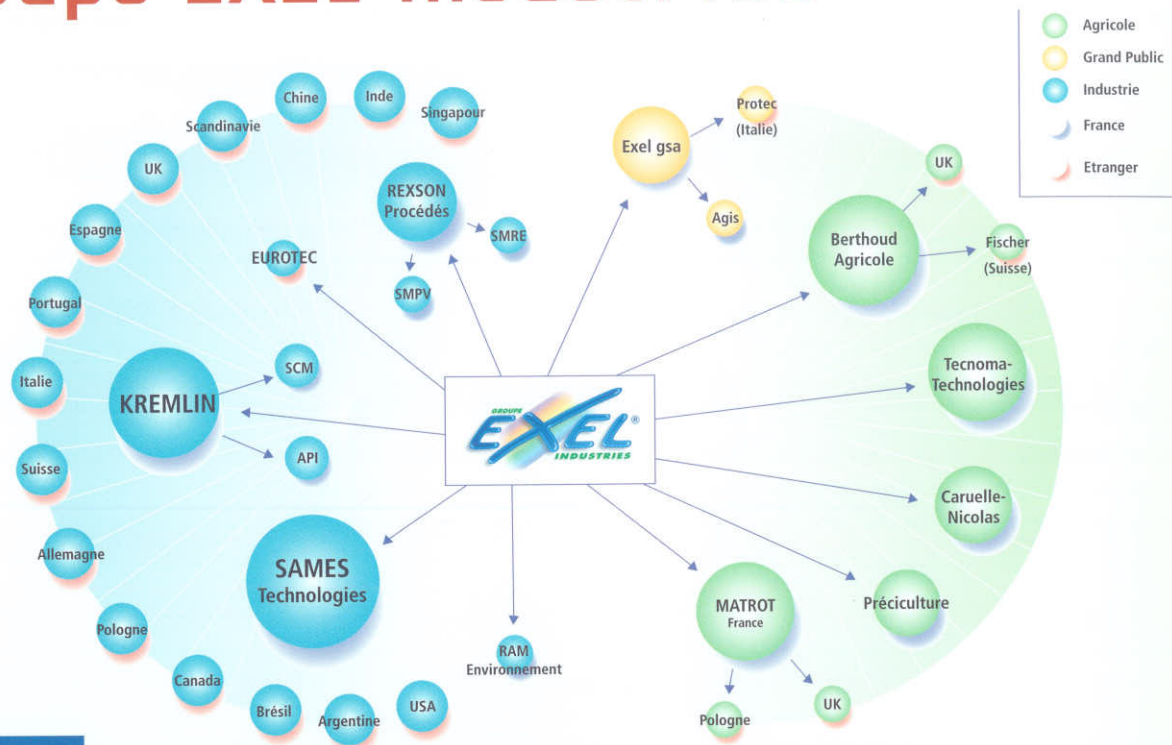 Agricole
Grand Public
Industrie
France
Etranger
Chine
Inde
Singapour
Scandinavie
UK
Espagne
Portugal
Italie
Suisse
Allemagne
Pologne
Canada
Brésil
Argentine
USA
REXSON
Procédés
SMRE
SMPV
EUROTEC
SCM
KREMLIN
API
SAMES
Technologies
RAM
Environnement
GROUPE
EXEL®
INDUSTRIES
Exel gsa
Protec
(Italie)
Agis
UK
Berthoud
Agricole
Fischer
(Suisse)
Tecnoma-
Technologies
Caruelle-
Nicolas
Préciculture
MATROT
France
Pologne
UK